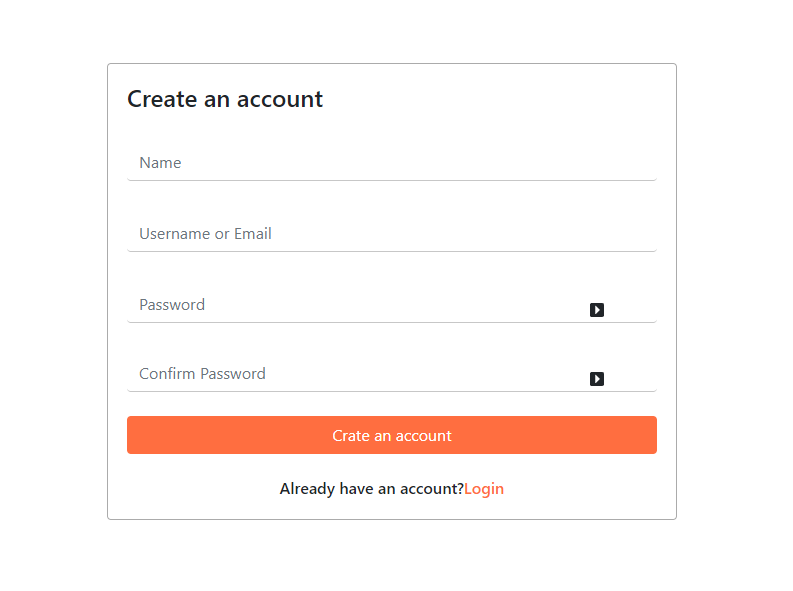 Create an account
Name
Username or Email
Password
Confirm Password
Crate an account
Already have an account?Login